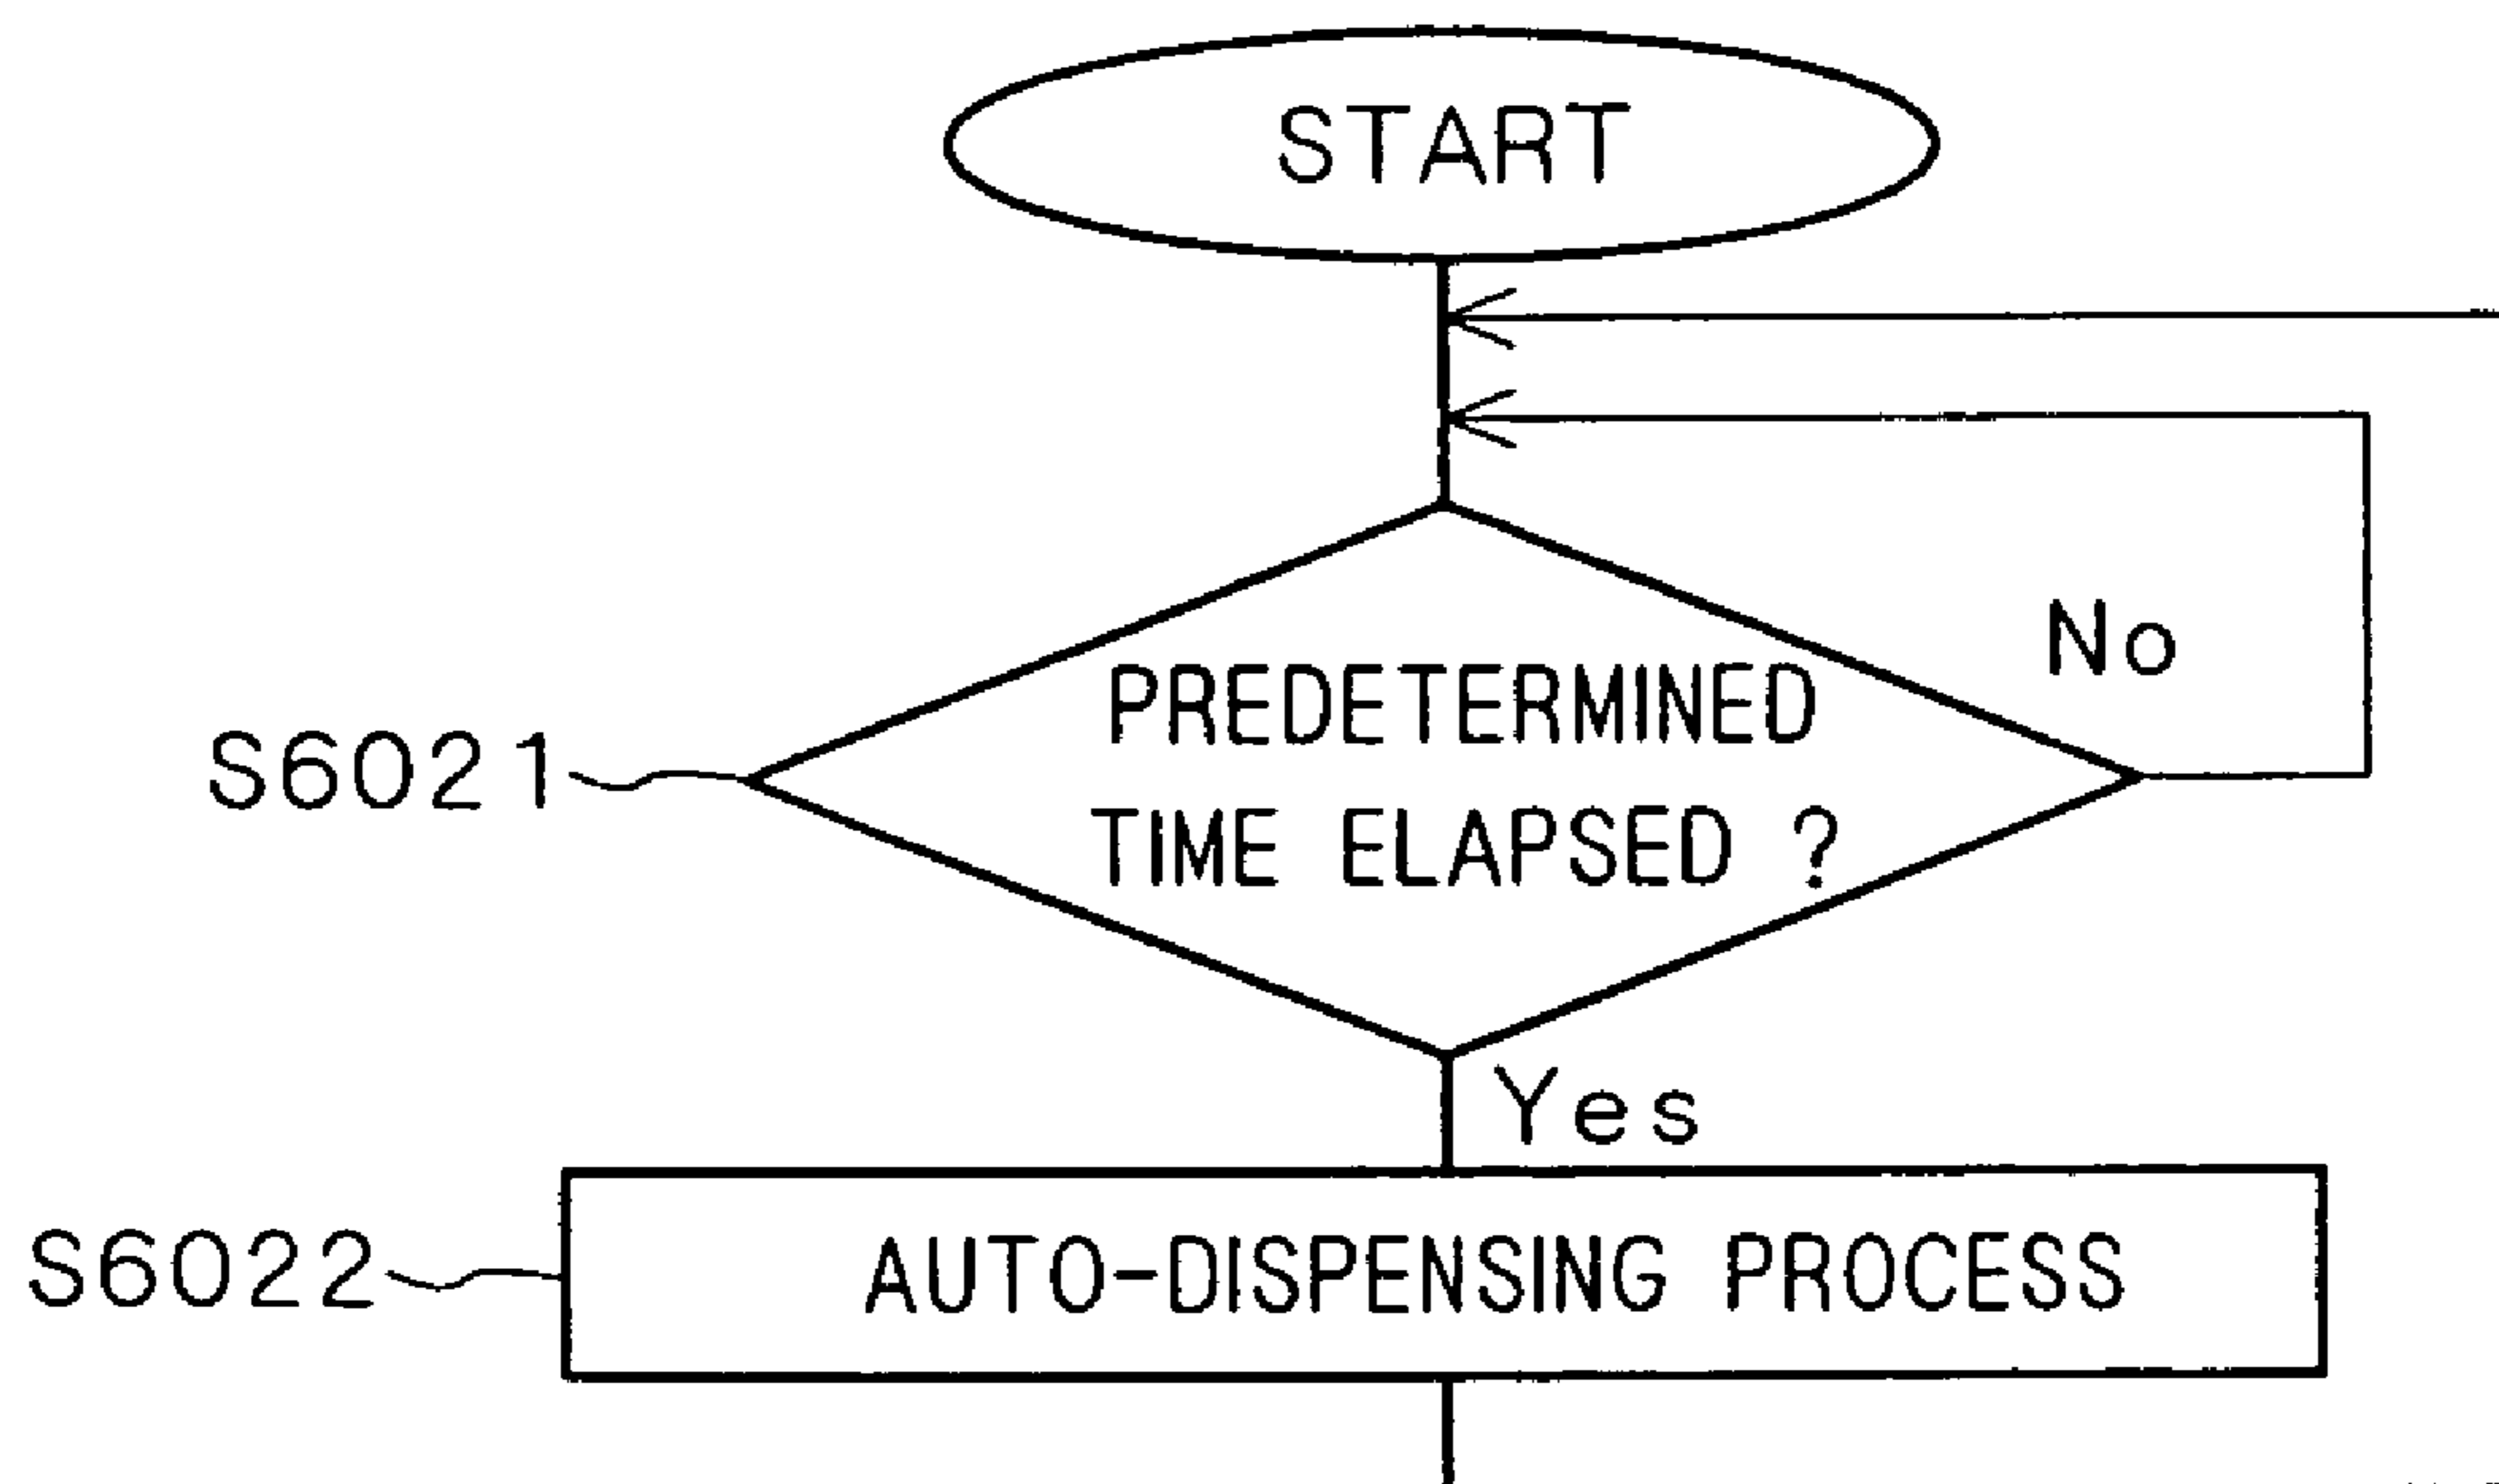 START
No
PREDETERMINED
S6021
TIME ELAPSED ?
Yes
S6022
AUTO-DISPENSING PROCESS